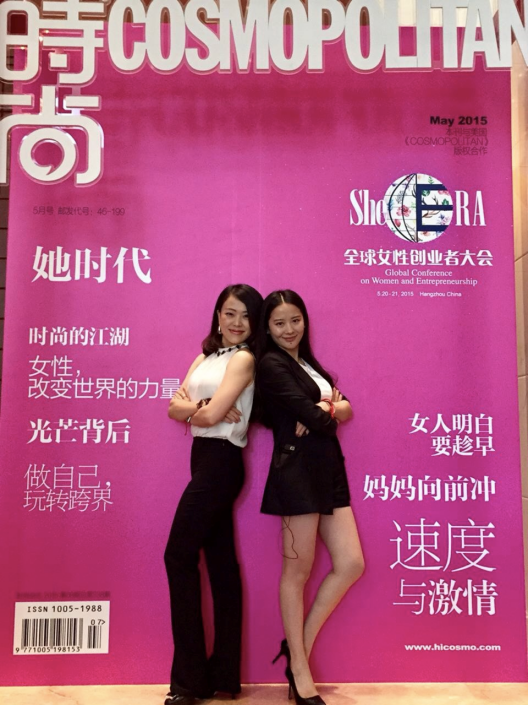 時尚
COSMOPOLITAN
May 2015
本刊与美国
《COSMOPOLITAN》
版权合作
5月号 邮发代号：46-199
She ERA
全球女性创业者大会
Global Conference
on Women and Entrepreneurship
5.20-21, 2015 Hangzhou China
她时代
时尚的江湖
女性，
改变世界的力量
光芒背后
做自己，
玩转跨界
女人明白
要趁早
妈妈向前冲
速度
与激情
ISSN 1005-1988
07>
9 771005 198153
www.hicosmo.com